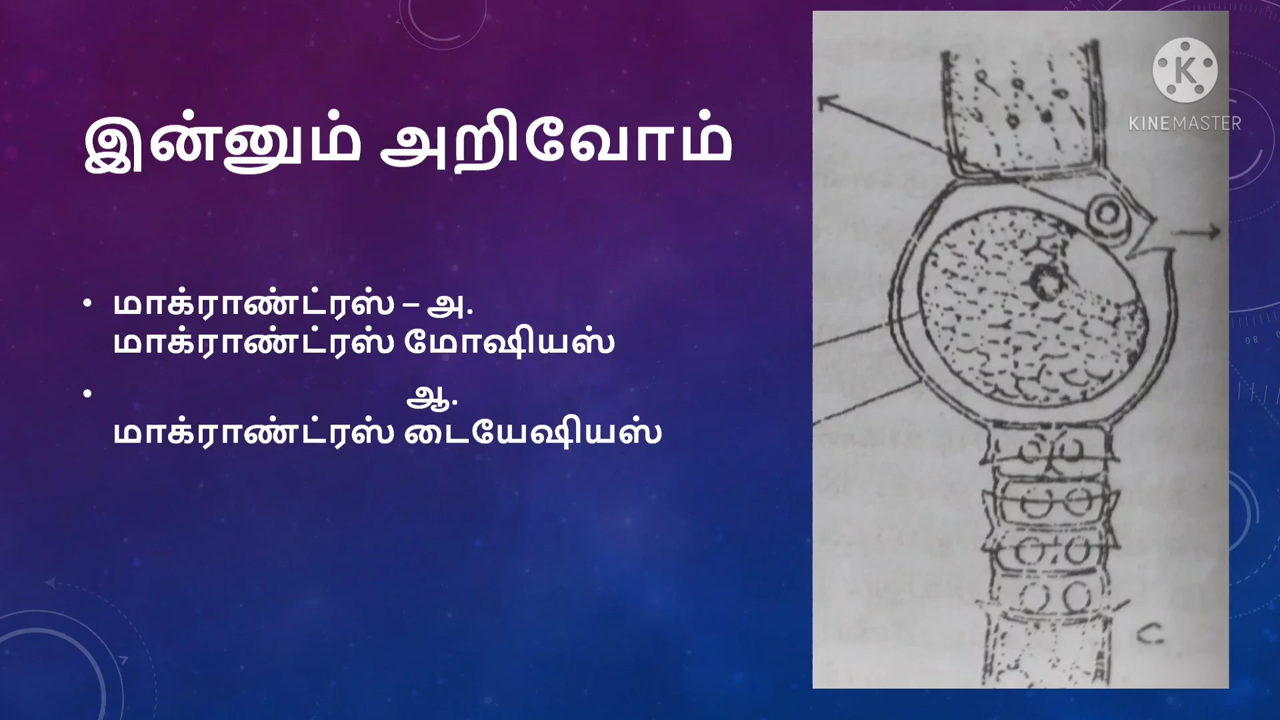 இன்னும் அறிவோம்
• மாக்ராண்ட்ரஸ் – அ.
மாக்ராண்ட்ரஸ் மோஷியஸ்
• ஆ.
மாக்ராண்ட்ரஸ் டையேஷியஸ்
K
KINEMASTER
C